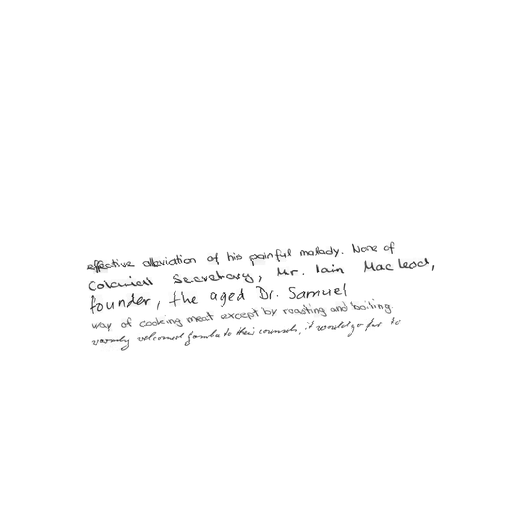 effective alleviation of his painful malady. None of
Colonial Secretary, Mr. Iain Macleod,
founder, the aged Dr. Samuel
way of cooking meat except by roasting and boiling.
warmly welcomed to their counsels, it would go far to